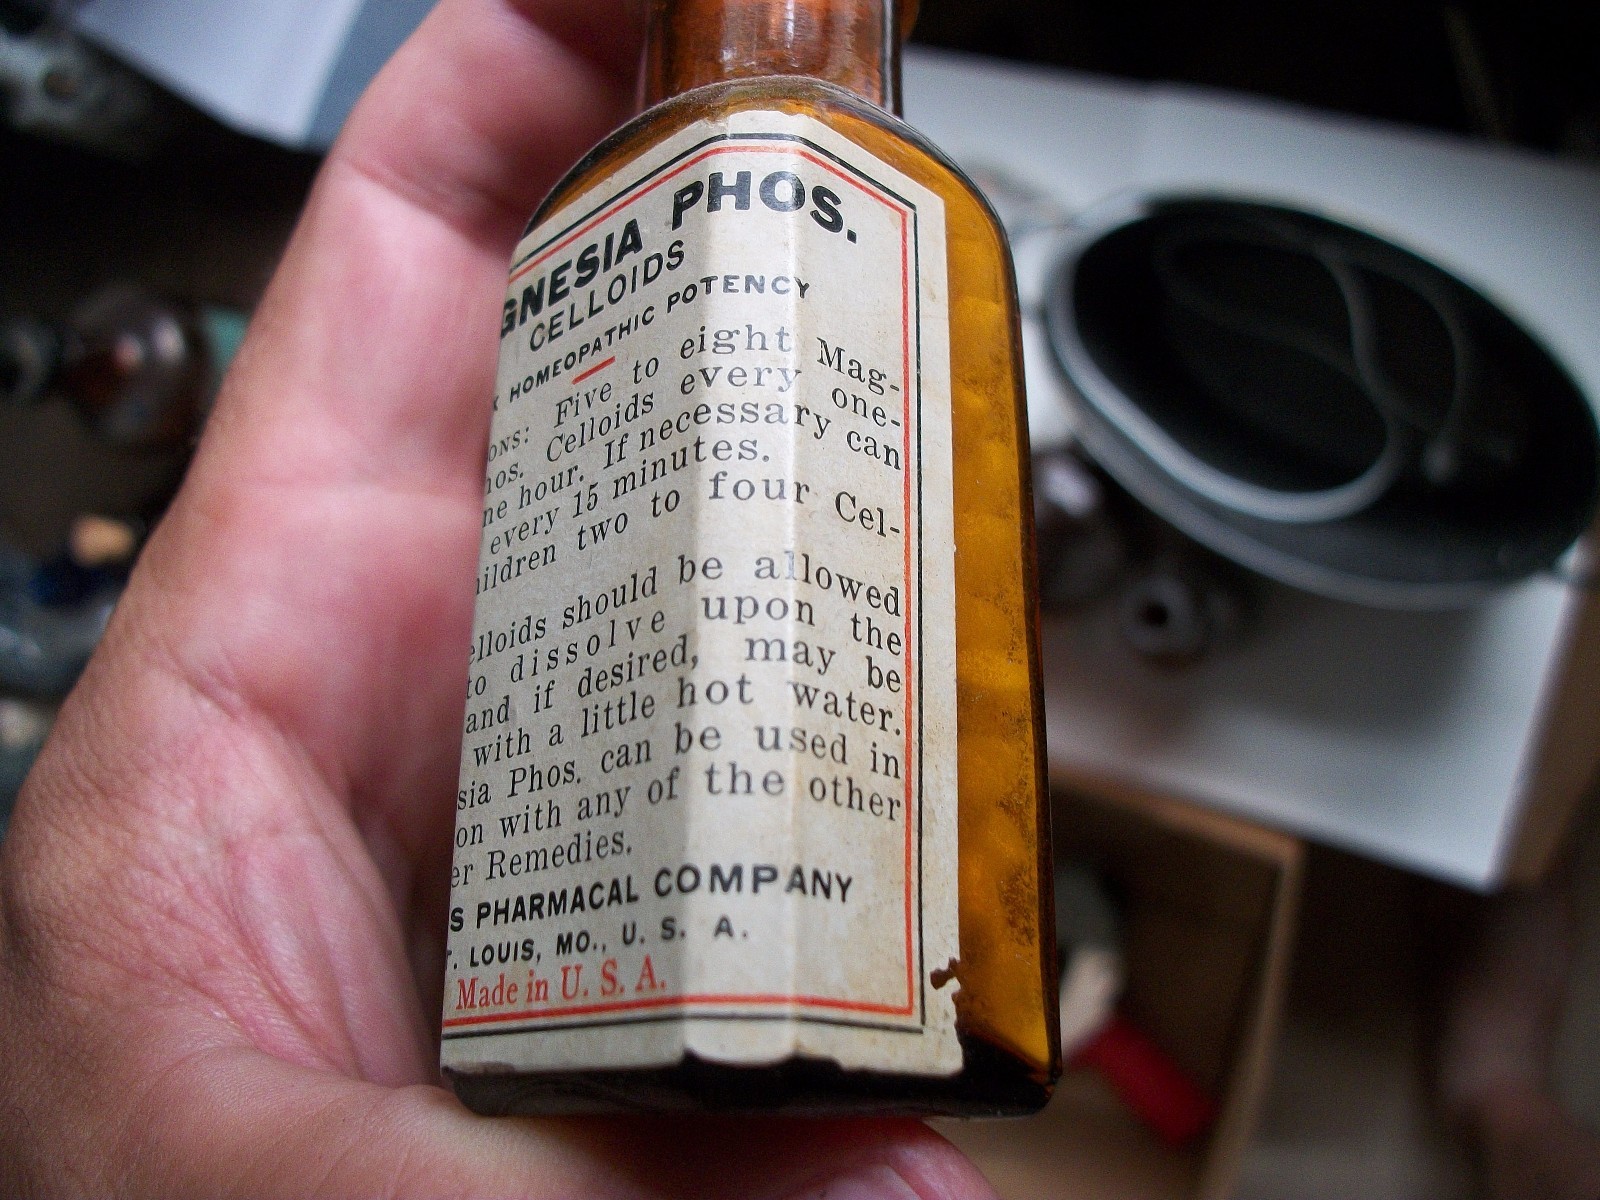 GNESIA PHOS.
CELLOIDS
X HOMEOPATHIC POTENCY
ONS: Five to eight Mag-
hos. Celloids every one-
ne hour. If necessary can
every 15 minutes.
hildren two to four Cel-
elloids should be allowed
to dissolve upon the
and if desired, may be
with a little hot water.
sia Phos. can be used in
on with any of the other
er Remedies.
S PHARMACAL COMPANY
T. LOUIS, MO., U. S. A.
Made in U. S. A.